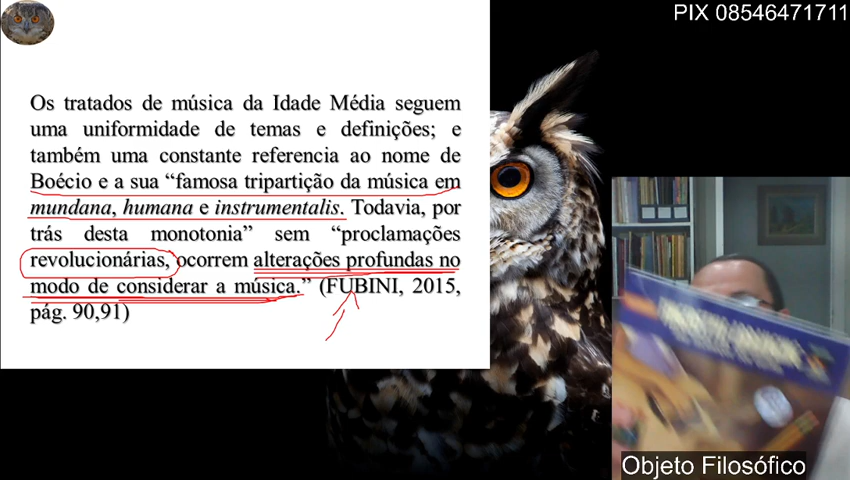 PIX 08546471711
Os tratados de música da Idade Média seguem
uma uniformidade de temas e definições; e
também uma constante referencia ao nome de
Boécio e a sua “famosa tripartição da música em
mundana, humana e instrumentalis. Todavia, por
trás desta monotonia” sem “proclamações
revolucionárias, ocorrem alterações profundas no
modo de considerar a música.” (FUBINI, 2015,
pág. 90,91)
Objeto Filosófico